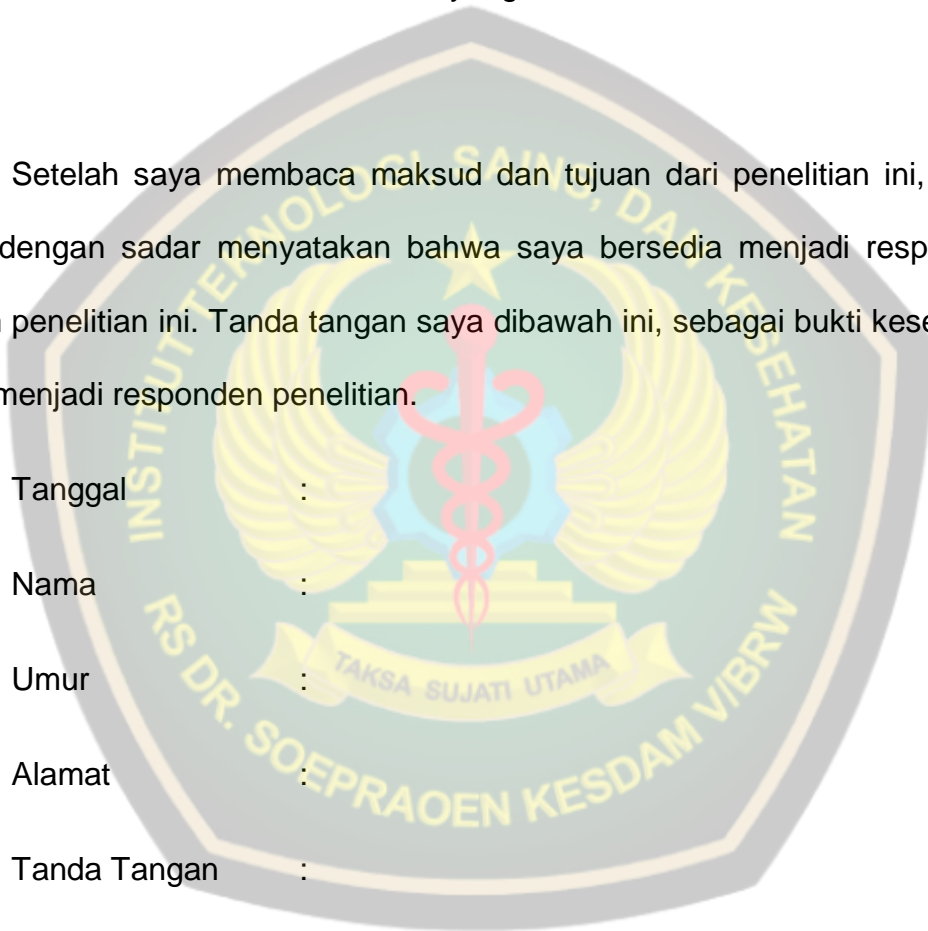 Setelah saya membaca maksud dan tujuan dari penelitian ini,
dengan sadar menyatakan bahwa saya bersedia menjadi resp
penelitian ini. Tanda tangan saya dibawah ini, sebagai bukti kese
menjadi responden penelitian.
Tanggal :
Nama :
Umur :
Alamat :
Tanda Tangan :
INSTITUT TEKNOLOGI, SAINS, DAN KESEHATAN
TAKSA SUJATI UTAMA
RS DR. SOEPRAOEN KESDAM V/BRW